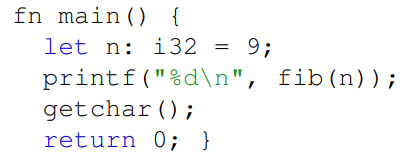 fn main() {
  let n: i32 = 9;
  printf("%d\n", fib(n));
  getchar();
  return 0; }